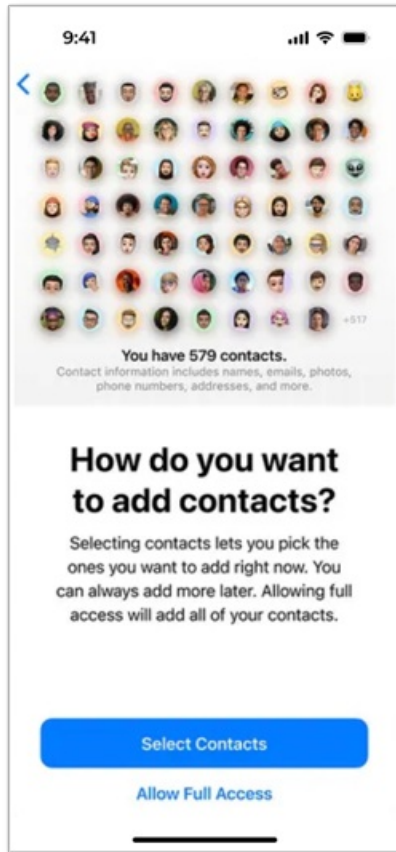 9:41
+517
You have 579 contacts.
Contact information includes names, emails, photos,
phone numbers, addresses, and more.
How do you want
to add contacts?
Selecting contacts lets you pick the
ones you want to add right now. You
can always add more later. Allowing full
access will add all of your contacts.
Select Contacts
Allow Full Access